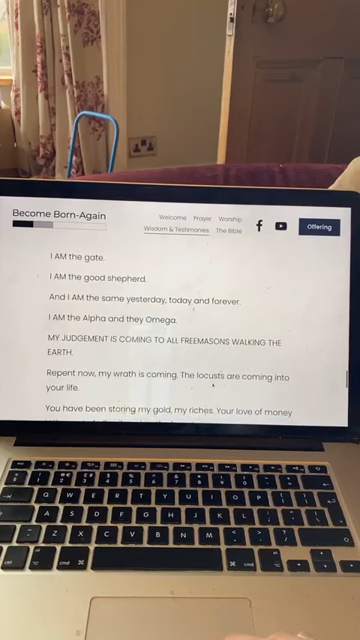 Become Born-Again
Welcome Prayer Worship
Wisdom & Testimonies The Bible
Offering
I AM the gate.
I AM the good shepherd.
And I AM the same yesterday, today and forever.
I AM the Alpha and they Omega.
MY JUDGEMENT IS COMING TO ALL FREEMASONS WALKING THE
EARTH.
Repent now, my wrath is coming. The locusts are coming into
your life.
You have been storing my gold, my riches. Your love of money
Q W E R T Y U I O P
A S D F G H J K L
Z X C V B N M